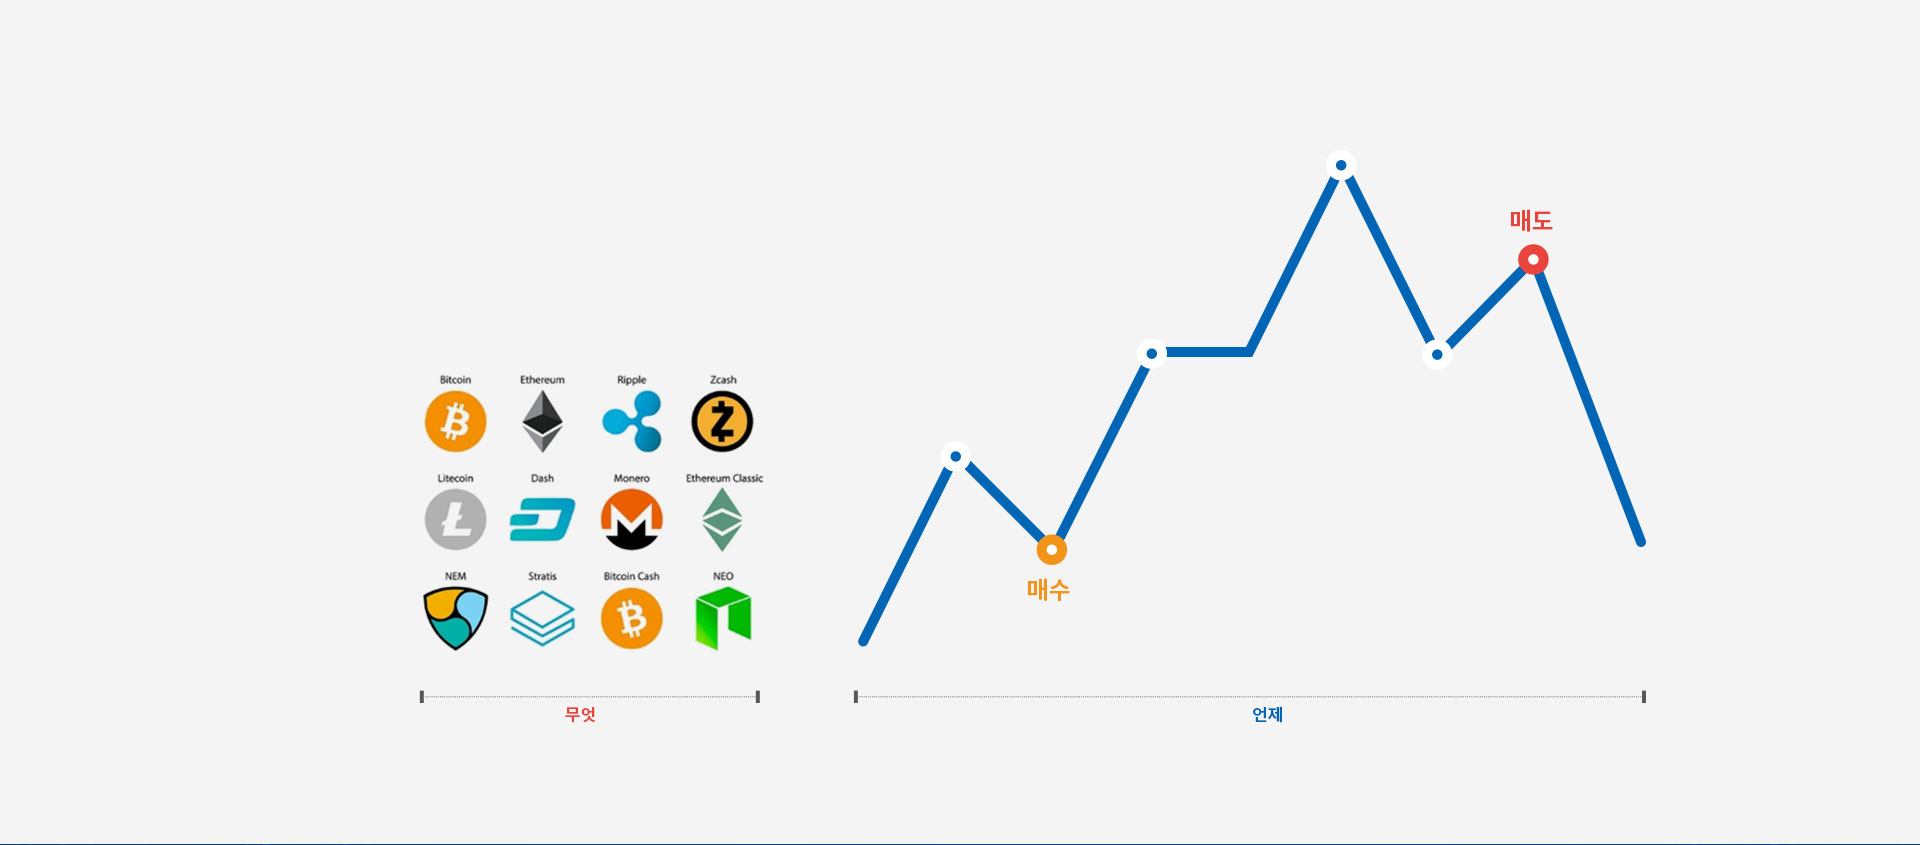 매도
Bitcoin Ethereum Ripple Zcash
Litecoin Dash Monero Ethereum Classic
NEM Stratis Bitcoin Cash NEO
매수
무엇
언제